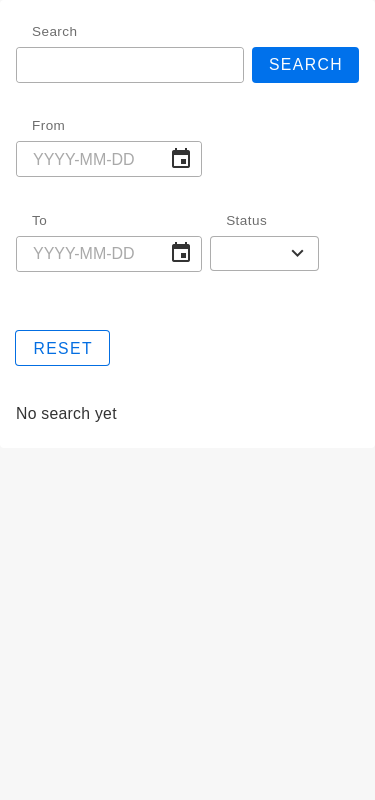 Search
SEARCH
From
YYYY-MM-DD
To
Status
YYYY-MM-DD
RESET
No search yet